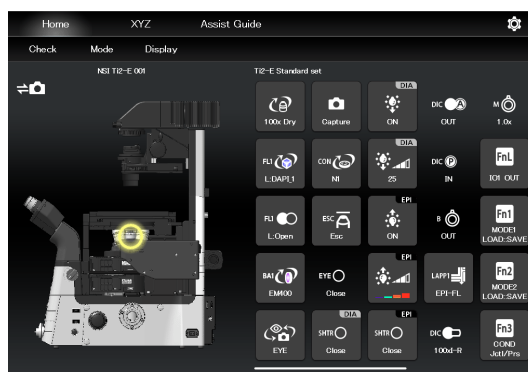 Home XYZ Assist Guide
Check Mode Display
NSI Ti2-E 001
Ti2-E Standard set
100x Dry
Capture
DIA
ON
DIC
OUT
M
1.0x
FL1
L:DAPI_1
CON
N1
DIA
25
DIC P
IN
FnL
IO1 OUT
FL1
L:Open
ESC
Esc
EPI
ON
B
OUT
Fn1
MODE1
LOAD::SAVE
BA1
EM400
EYE
Close
EPI
LAPP1
EPI-FL
Fn2
MODE2
LOAD::SAVE
EYE
DIA
SHTR
Close
EPI
SHTR
Close
DIC
100xI-R
Fn3
COND
Jctl/Prs